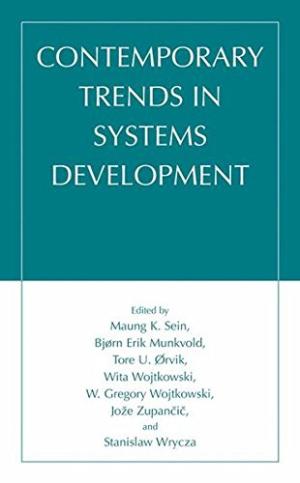 CONTEMPORARY
TRENDS IN
SYSTEMS
DEVELOPMENT
Edited by
Maung K. Sein,
Bjørn Erik Munkvold,
Tore U. Ørvik,
Wita Wojtkowski,
W. Gregory Wojtkowski,
Jože Zupančič,
and
Stanislaw Wrycza